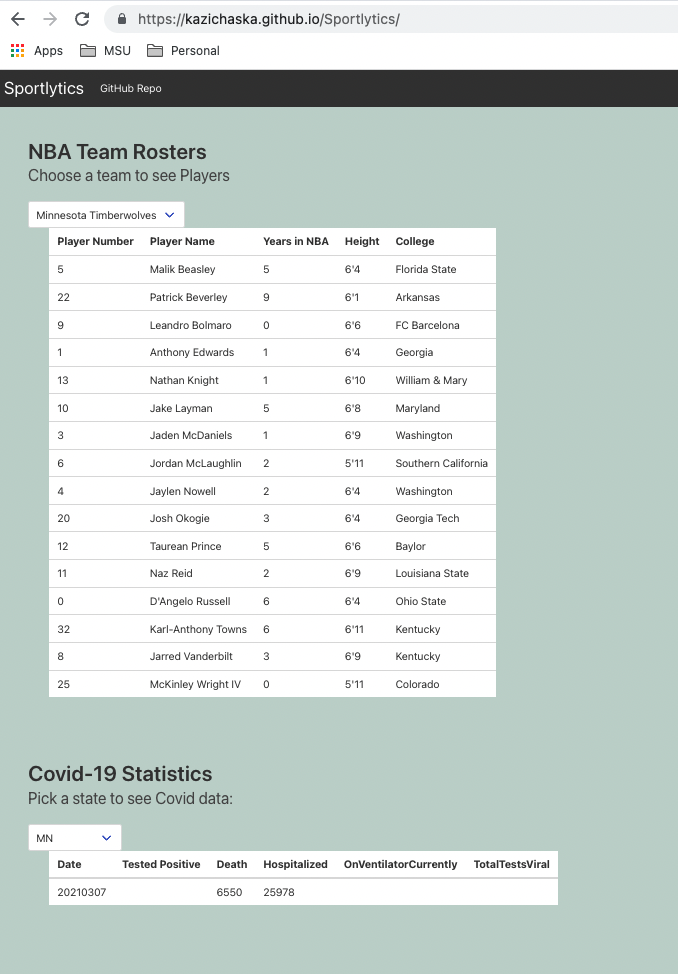 https://kazichaska.github.io/Sportlytics/
Apps MSU Personal
Sportlytics GitHub Repo
NBA Team Rosters
Choose a team to see Players
Minnesota Timberwolves
Player Number Player Name Years in NBA Height College
5 Malik Beasley 5 6'4 Florida State
22 Patrick Beverley 9 6'1 Arkansas
9 Leandro Bolmaro 0 6'6 FC Barcelona
1 Anthony Edwards 1 6'4 Georgia
13 Nathan Knight 1 6'10 William & Mary
10 Jake Layman 5 6'8 Maryland
3 Jaden McDaniels 1 6'9 Washington
6 Jordan McLaughlin 2 5'11 Southern California
4 Jaylen Nowell 2 6'4 Washington
20 Josh Okogie 3 6'4 Georgia Tech
12 Taurean Prince 5 6'6 Baylor
11 Naz Reid 2 6'9 Louisiana State
0 D'Angelo Russell 6 6'4 Ohio State
32 Karl-Anthony Towns 6 6'11 Kentucky
8 Jarred Vanderbilt 3 6'9 Kentucky
25 McKinley Wright IV 0 5'11 Colorado
Covid-19 Statistics
Pick a state to see Covid data:
MN
Date Tested Positive Death Hospitalized OnVentilatorCurrently TotalTestsViral
20210307 6550 25978